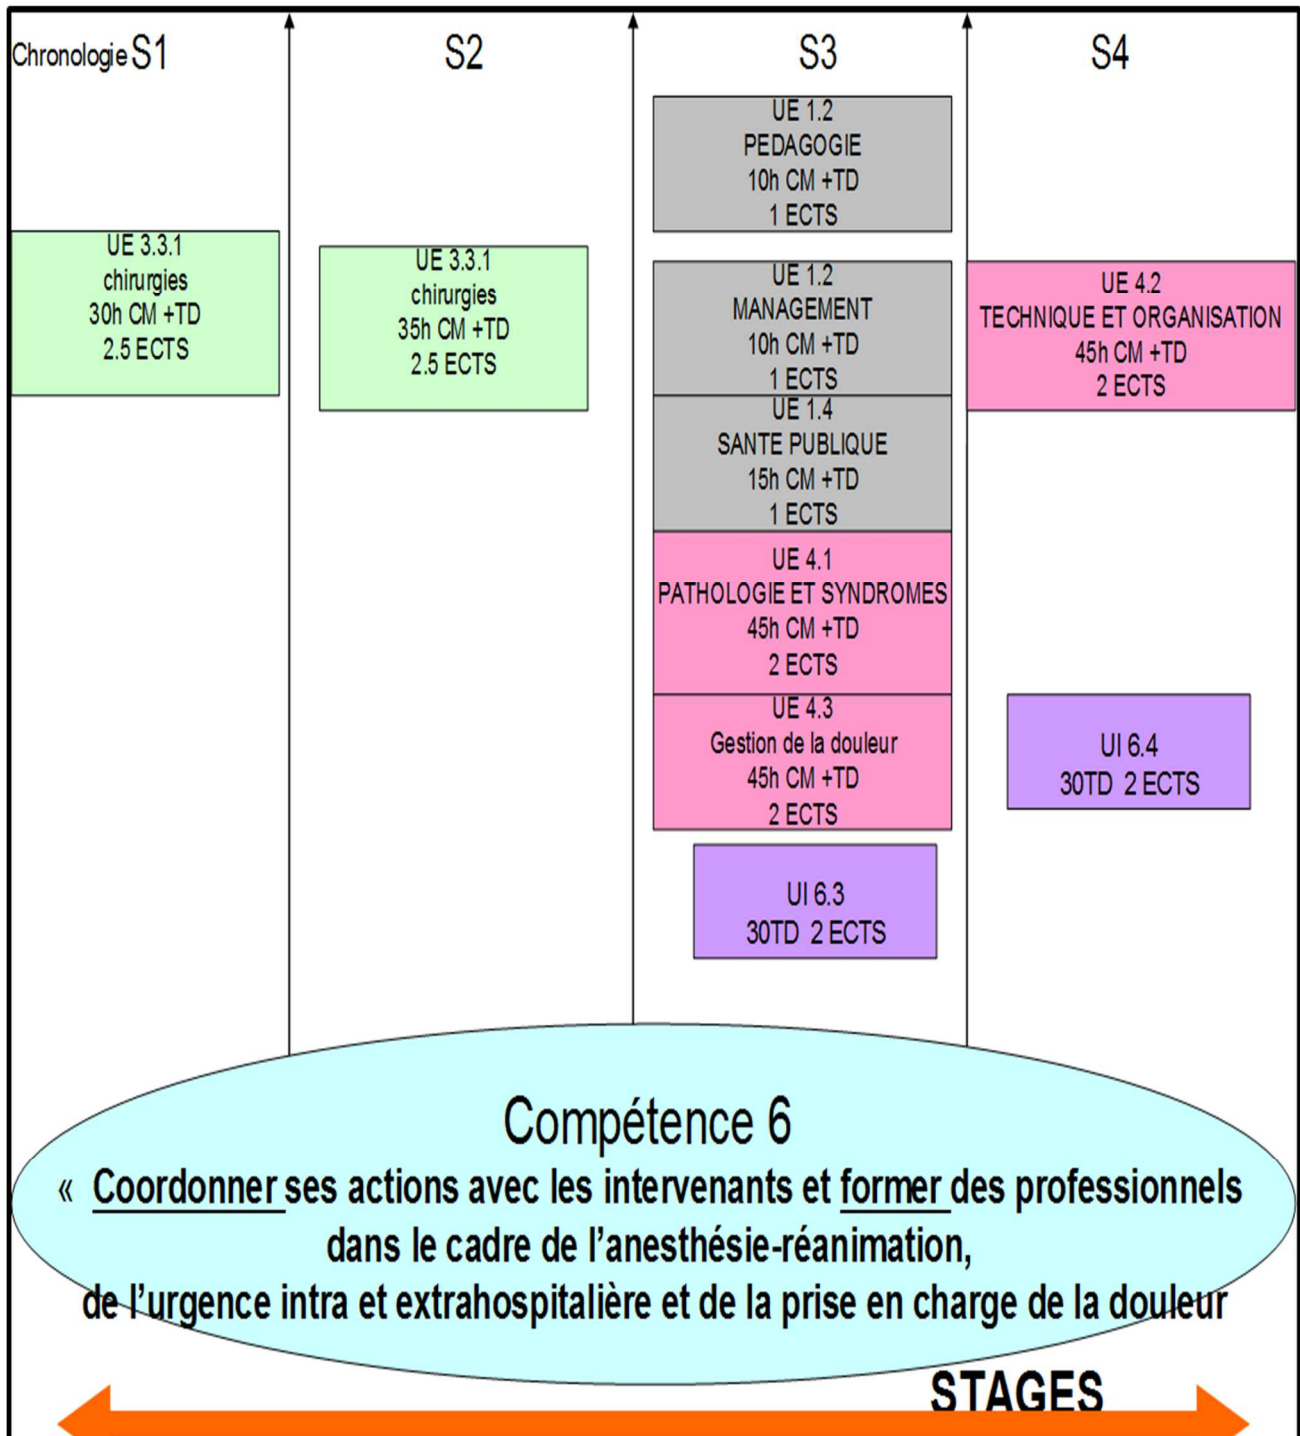 Chronologie S1
S2
S3
S4
UE 3.3.1
chirurgies
30h CM +TD
2.5 ECTS
UE 3.3.1
chirurgies
35h CM +TD
2.5 ECTS
UE 1.2
PEDAGOGIE
10h CM +TD
1 ECTS
UE 1.2
MANAGEMENT
10h CM +TD
1 ECTS
UE 1.4
SANTE PUBLIQUE
15h CM +TD
1 ECTS
UE 4.1
PATHOLOGIE ET SYNDROMES
45h CM +TD
2 ECTS
UE 4.3
Gestion de la douleur
45h CM +TD
2 ECTS
UI 6.3
30TD 2 ECTS
UE 4.2
TECHNIQUE ET ORGANISATION
45h CM +TD
2 ECTS
UI 6.4
30TD 2 ECTS
Compétence 6
« Coordonner ses actions avec les intervenants et former des professionnels
dans le cadre de l’anesthésie-réanimation,
de l’urgence intra et extrahospitalière et de la prise en charge de la douleur
STAGES